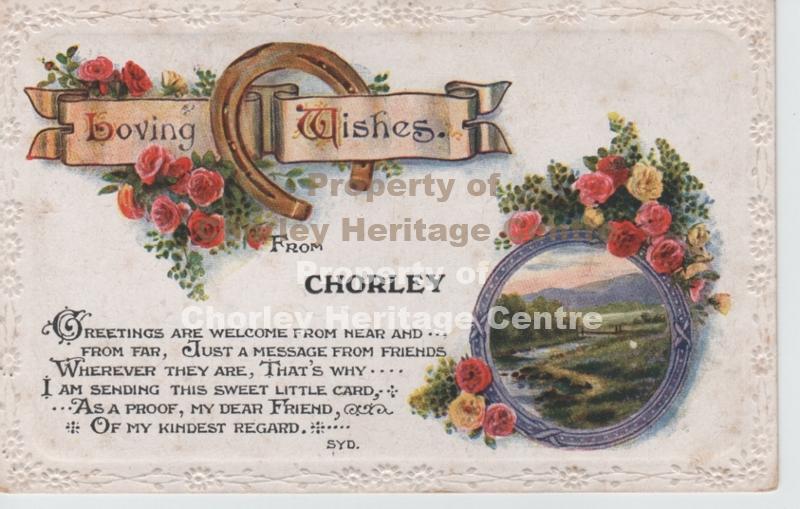 Loving Wishes.
Property of
Chorley Heritage Centre
FROM
CHORLEY
Property of
Chorley Heritage Centre
GREETINGS ARE WELCOME FROM NEAR AND ····
FROM FAR, JUST A MESSAGE FROM FRIENDS
WHEREVER THEY ARE, THAT'S WHY ····
I AM SENDING THIS SWEET LITTLE CARD,
··· AS A PROOF, MY DEAR FRIEND,
OF MY KINDEST REGARD. ····
SYD.